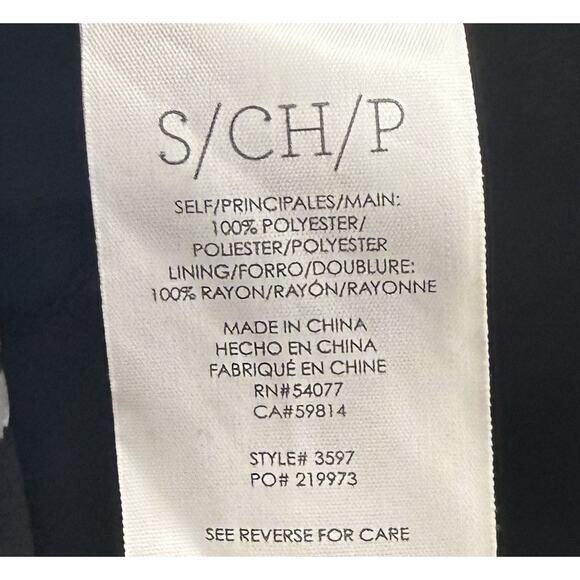 S/CH/P
SELF/PRINCIPALES/MAIN:
100% POLYESTER/
POLIESTER/POLYESTER
LINING/FORRO/DOUBLURE:
100% RAYON/RAYÓN/RAYONNE
MADE IN CHINA
HECHO EN CHINA
FABRIQUÉ EN CHINE
RN#54077
CA#59814
STYLE# 3597
PO# 219973
SEE REVERSE FOR CARE